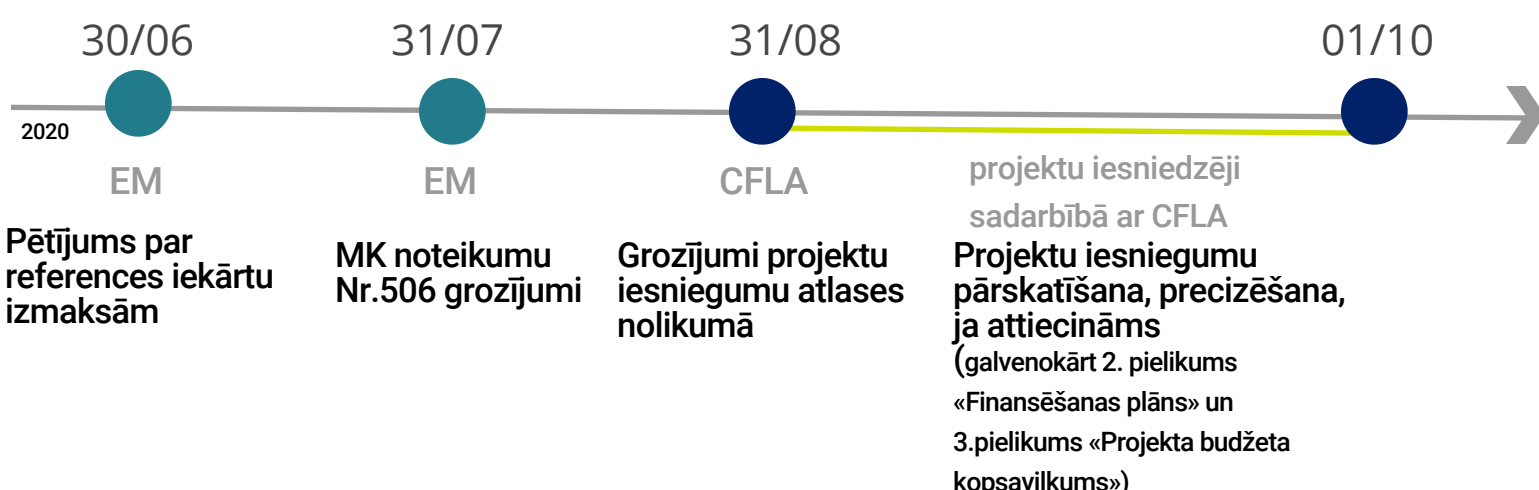 30/06
31/07
31/08
01/10
2020
EM
EM
CFLA
projektu iesniedzēji
sadarbībā ar CFLA
Pētījums par
references iekārtu
izmaksām
MK noteikumu
Nr.506 grozījumi
Grozījumi projektu
iesniegumu atlases
nolikumā
Projektu iesniegumu
pārskatīšana, precizēšana,
ja attiecināms
(galvenokārt 2. pielikums
«Finansēšanas plāns» un
3.pielikums «Projekta budžeta
kopsavilkums»)